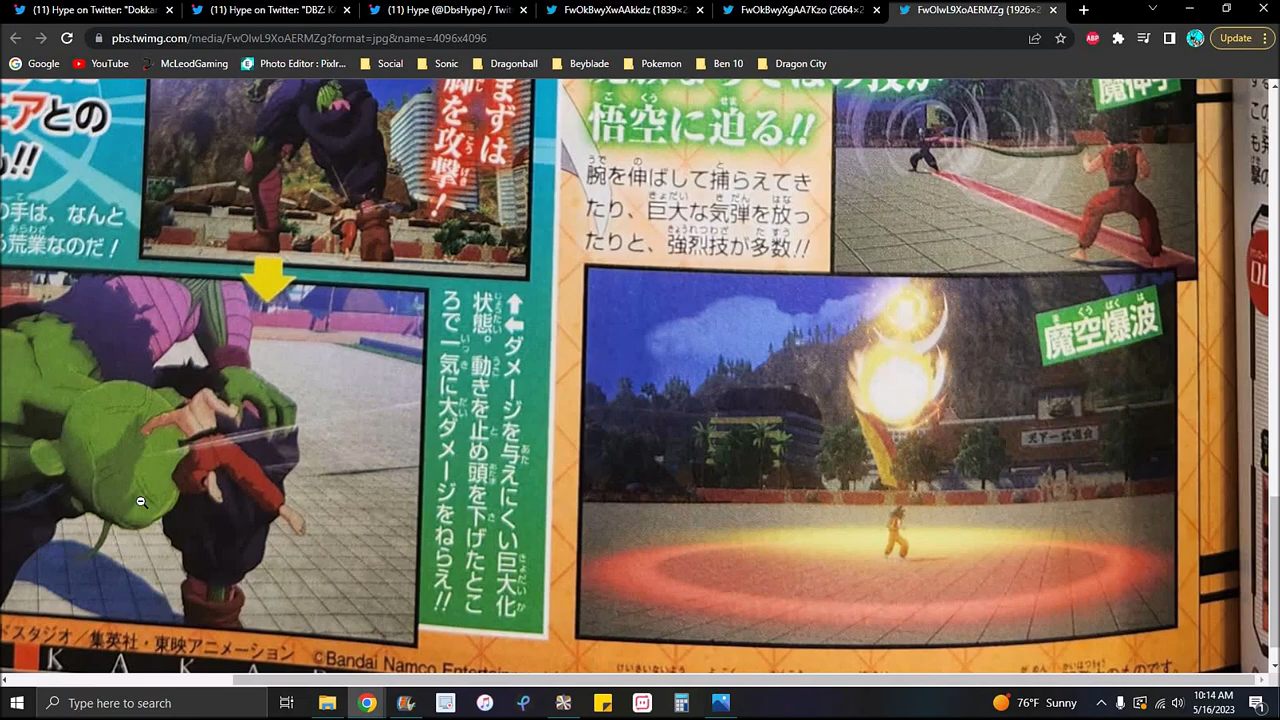 (11) Hype on Twitter: "Dokkan
(11) Hype on Twitter: "DBZ: KA
(11) Hype (@DbsHype) / Twitte
FwOkBwyXwAAkkdz (1839×2
FwOkBwyXgAA7Kzo (2664×2
FwOlwL9XoAERMZg (1926×2
pbs.twimg.com/media/FwOlwL9XoAERMZg?format=jpg&name=4096x4096
ABP
Update
Google
YouTube
McLeodGaming
Photo Editor : Pixlr...
Social
Sonic
Dragonball
Beyblade
Pokemon
Ben 10
Dragon City
アとの
も!!
の手は、なんと
る荒業なのだ!
まずは
脚を攻撃!
悟空に迫る!!
腕を伸ばして捕らえてき
たり、巨大な気弾を放っ
たりと、強烈技が多数!!
魔空爆波
天下一武道会
↑←ダメージを与えにくい巨大化
状態。動きを止め頭を下げたとこ
ろで一気に大ダメージをねらえ!!
ドスタジオ/集英社・東映アニメーション
©Bandai Namco Enterta
K A K A
Type here to search
76°F Sunny
10:14 AM
5/16/2023